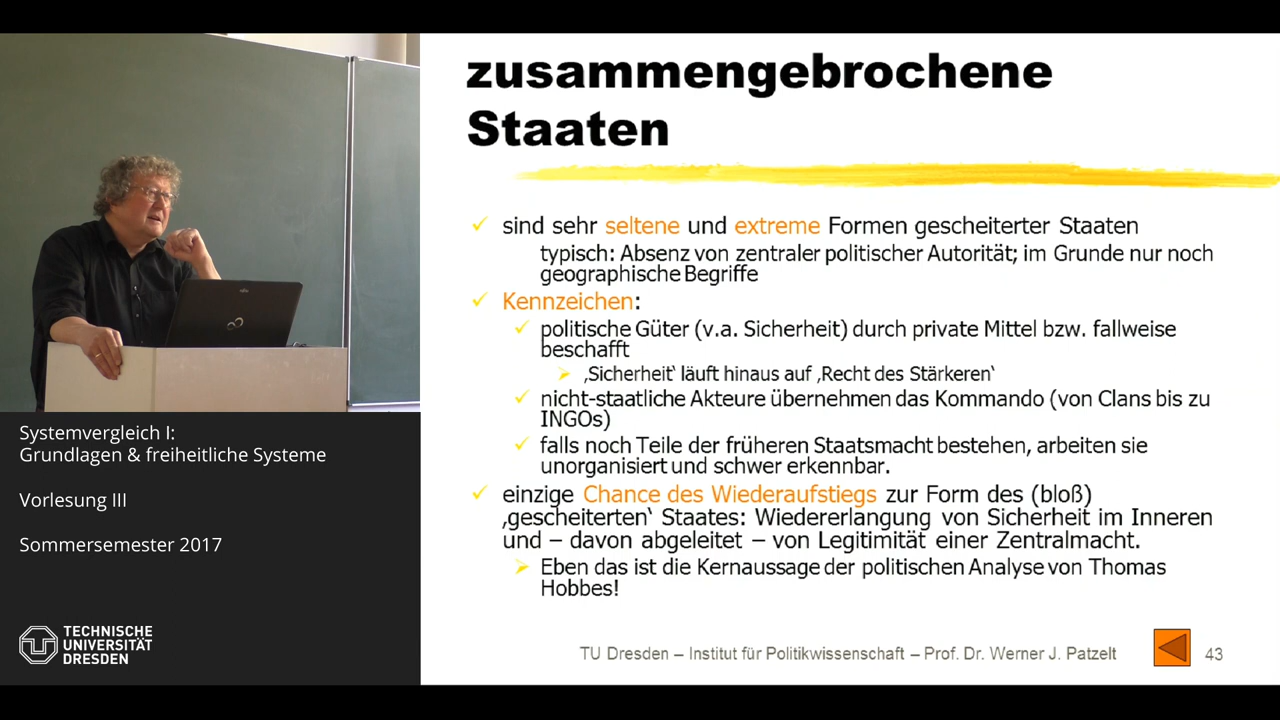 zusammengebrochene
Staaten
sind sehr seltene und extreme Formen gescheiterter Staaten
typisch: Absenz von zentraler politischer Autorität; im Grunde nur noch
geographische Begriffe
Kennzeichen:
politische Güter (v.a. Sicherheit) durch private Mittel bzw. fallweise
beschafft
‚Sicherheit‘ läuft hinaus auf ‚Recht des Stärkeren‘
nicht-staatliche Akteure übernehmen das Kommando (von Clans bis zu
INGOs)
falls noch Teile der früheren Staatsmacht bestehen, arbeiten sie
unorganisiert und schwer erkennbar.
einzige Chance des Wiederaufstiegs zur Form des (bloß)
‚gescheiterten‘ Staates: Wiedererlangung von Sicherheit im Inneren
und – davon abgeleitet – von Legitimität einer Zentralmacht.
Eben das ist die Kernaussage der politischen Analyse von Thomas
Hobbes!
TU Dresden – Institut für Politikwissenschaft – Prof. Dr. Werner J. Patzelt
43
Systemvergleich I:
Grundlagen & freiheitliche Systeme
Vorlesung III
Sommersemester 2017
TECHNISCHE
UNIVERSITÄT
DRESDEN